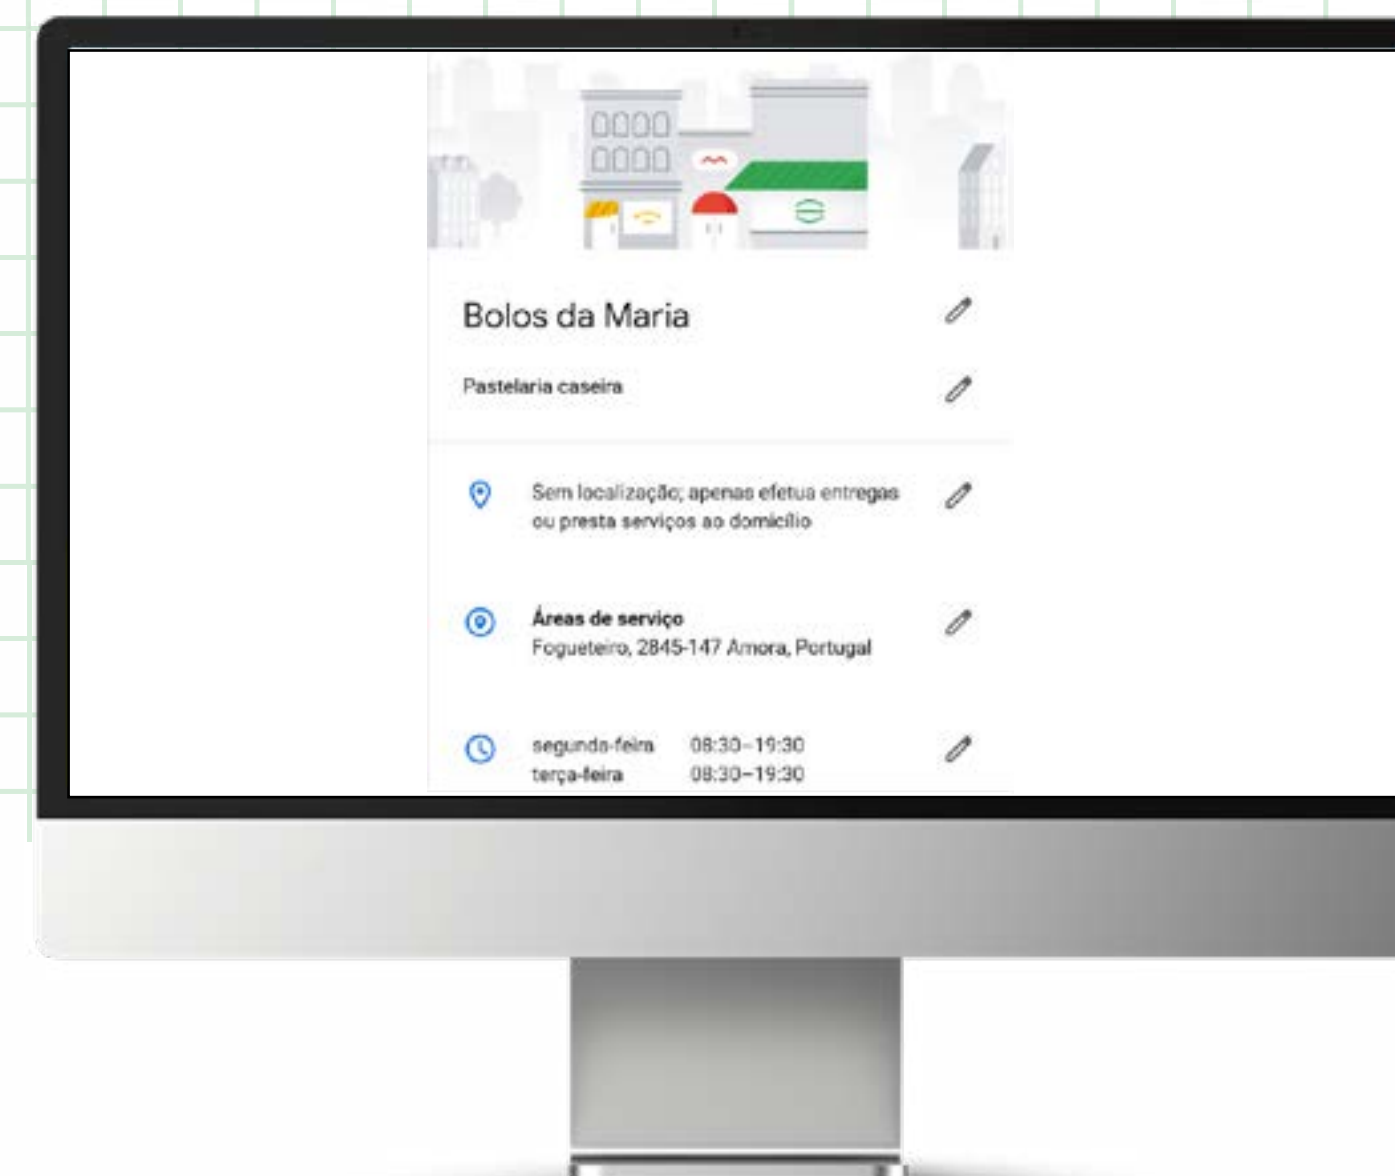 Bolos da Maria
Pastelaria caseira
Sem localização; apenas efetua entregas
ou presta serviços ao domicílio
Áreas de serviço
Fogueteiro, 2845-147 Amora, Portugal
segunda-feira 08:30–19:30
terça-feira 08:30–19:30